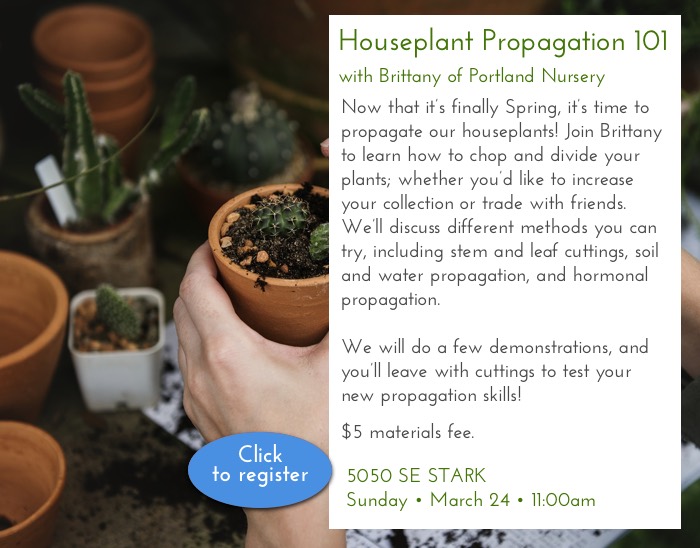 Houseplant Propagation 101
with Brittany of Portland Nursery
Now that it's finally Spring, it's time to
propagate our houseplants! Join Brittany
to learn how to chop and divide your
plants; whether you'd like to increase
your collection or trade with friends.
We'll discuss different methods you can
try, including stem and leaf cuttings, soil
and water propagation, and hormonal
propagation.
We will do a few demonstrations, and
you'll leave with cuttings to test your
new propagation skills!
$5 materials fee.
Click
to register
5050 SE STARK
Sunday • March 24 • 11:00am